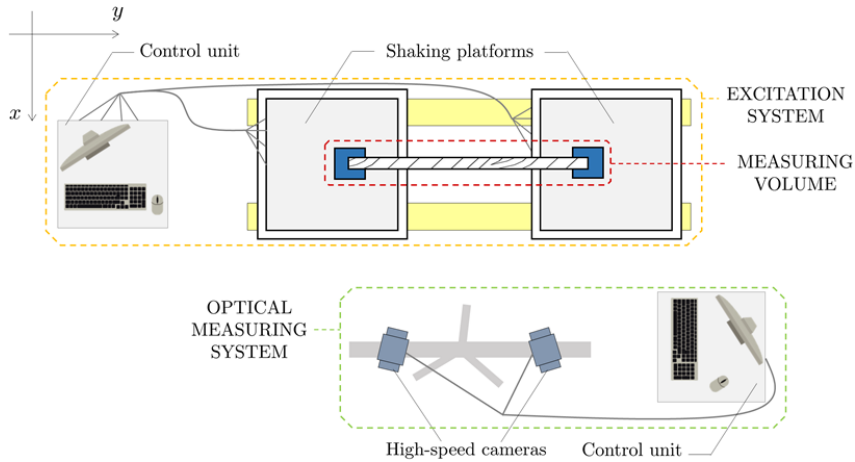 y
Control unit
Shaking platforms
x
EXCITATION
SYSTEM
MEASURING
VOLUME
OPTICAL
MEASURING
SYSTEM
High-speed cameras
Control unit